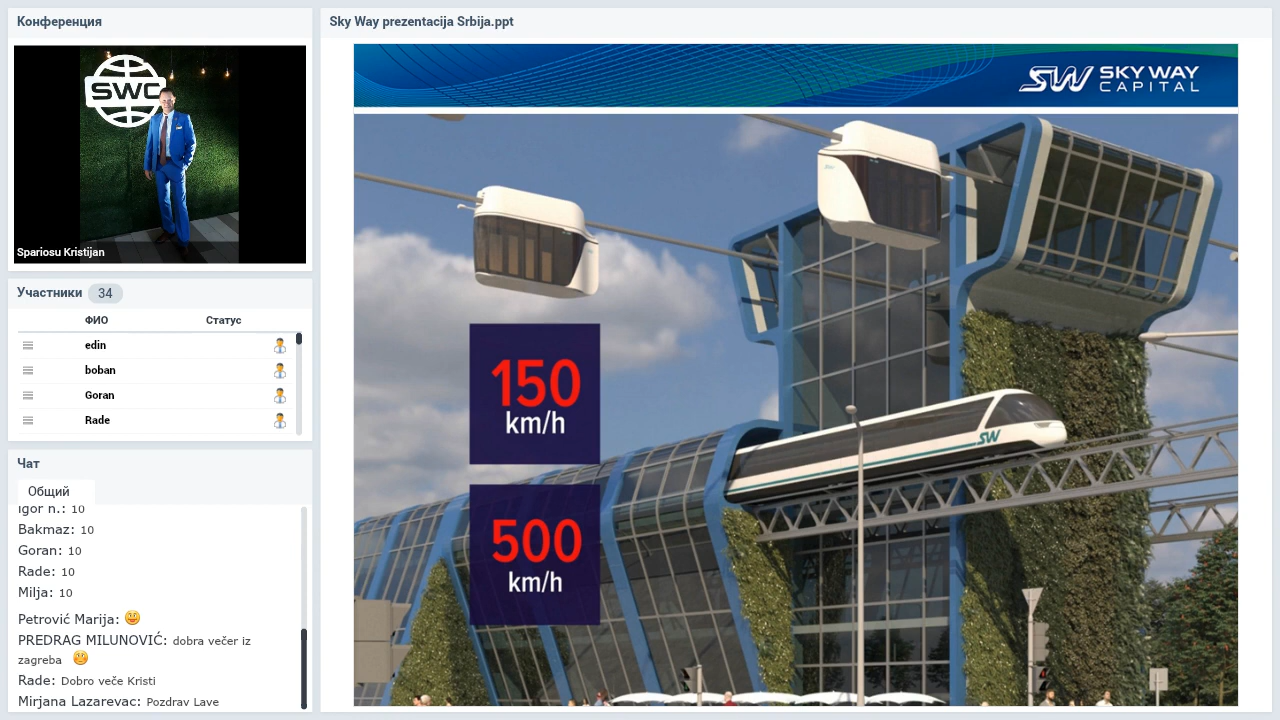 Конференция
SWC
Spariosu Kristijan
Участники 34
ФИО Статус
edin
boban
Goran
Rade
Чат
Общий
igor n.: 10
Bakmaz: 10
Goran: 10
Rade: 10
Milja: 10
Petrović Marija:
PREDRAG MILUNOVIĆ: dobra večer iz
zagreba
Rade: Dobro veče Kristi
Mirjana Lazarevac: Pozdrav Lave
Sky Way prezentacija Srbija.ppt
SW SKY WAY
CAPITAL
150
km/h
500
km/h
SW